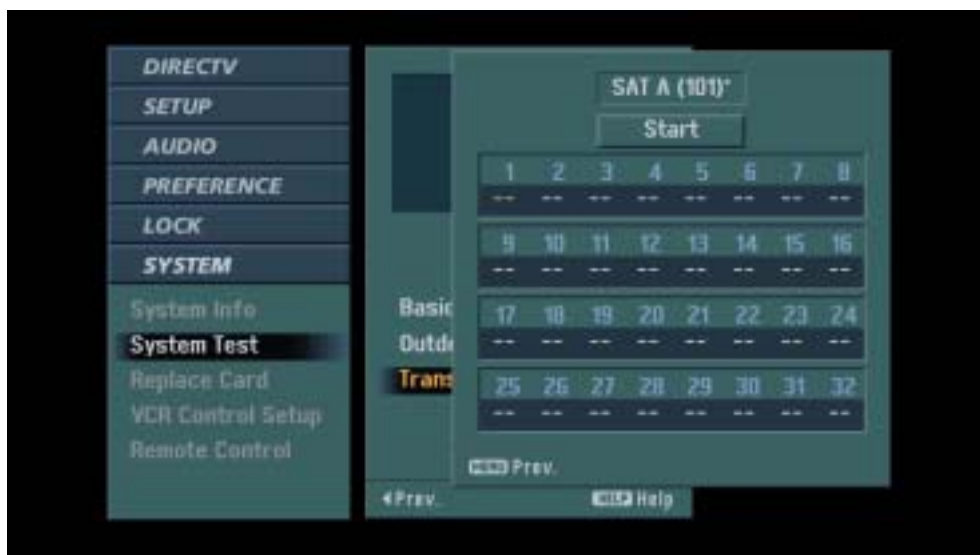 DIRECTV
SETUP
AUDIO
PREFERENCE
LOCK
SYSTEM
System Info
System Test
Replace Card
VCR Control Setup
Remote Control
Basic
Outdo
Trans
◀Prev.
HELP Help
SAT A (101)°
Start
1 2 3 4 5 6 7 8
-- -- -- -- -- -- -- --
9 10 11 12 13 14 15 16
-- -- -- -- -- -- -- --
17 18 19 20 21 22 23 24
-- -- -- -- -- -- -- --
25 26 27 28 29 30 31 32
-- -- -- -- -- -- -- --
MENU Prev.